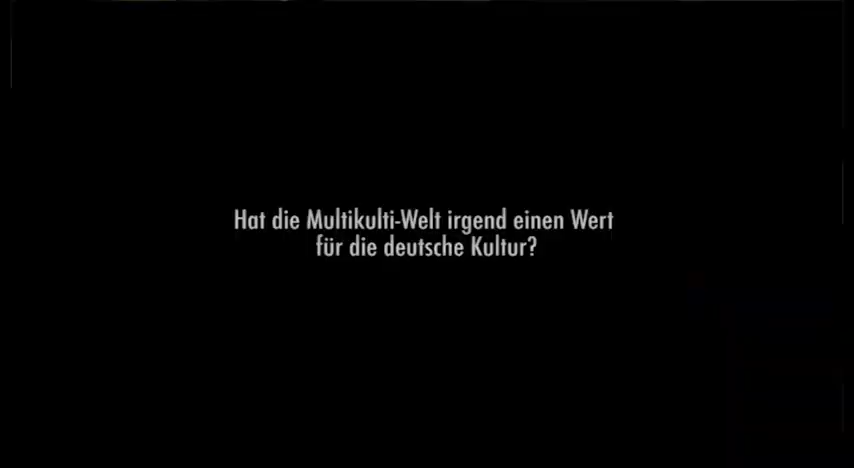 Hat die Multikulti-Welt irgend einen Wert
für die deutsche Kultur?